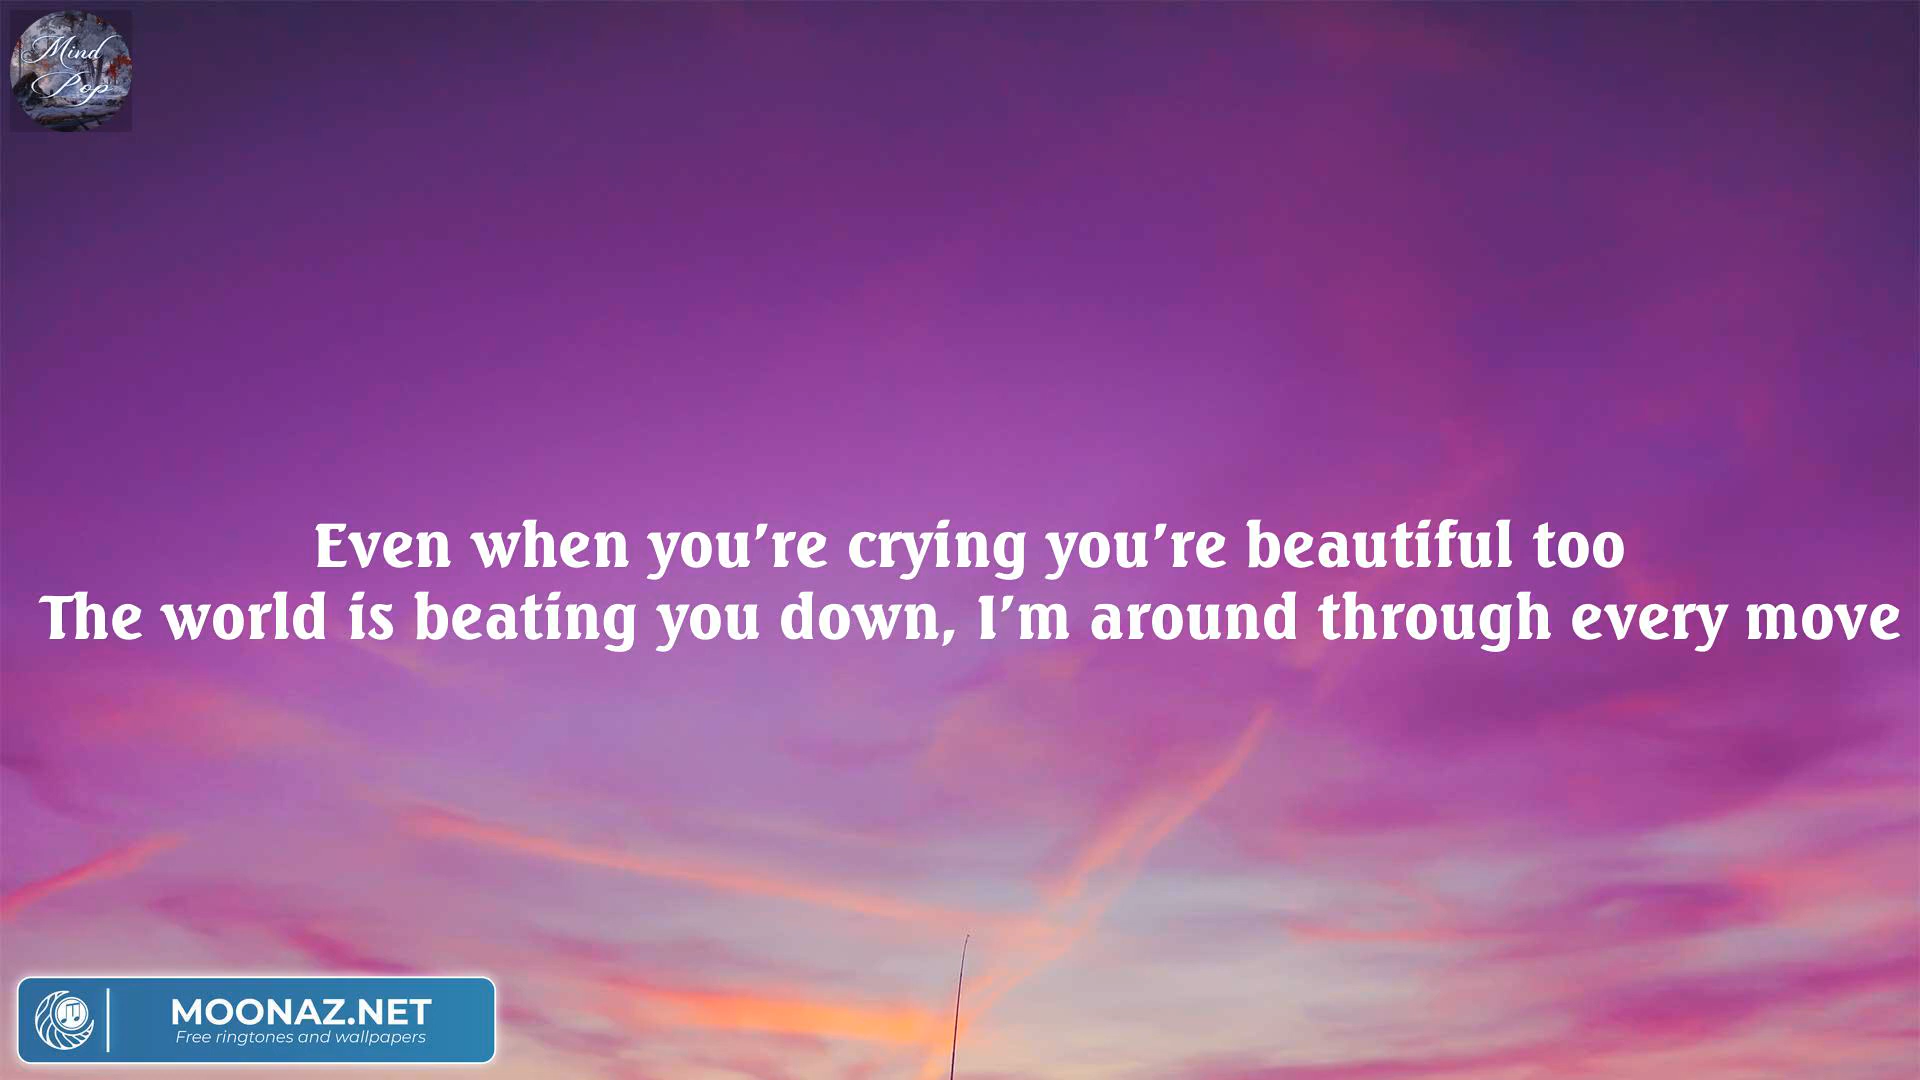 Mind
Pop
Even when you’re crying you’re beautiful too
The world is beating you down, I’m around through every move
MOONAZ.NET
Free ringtones and wallpapers